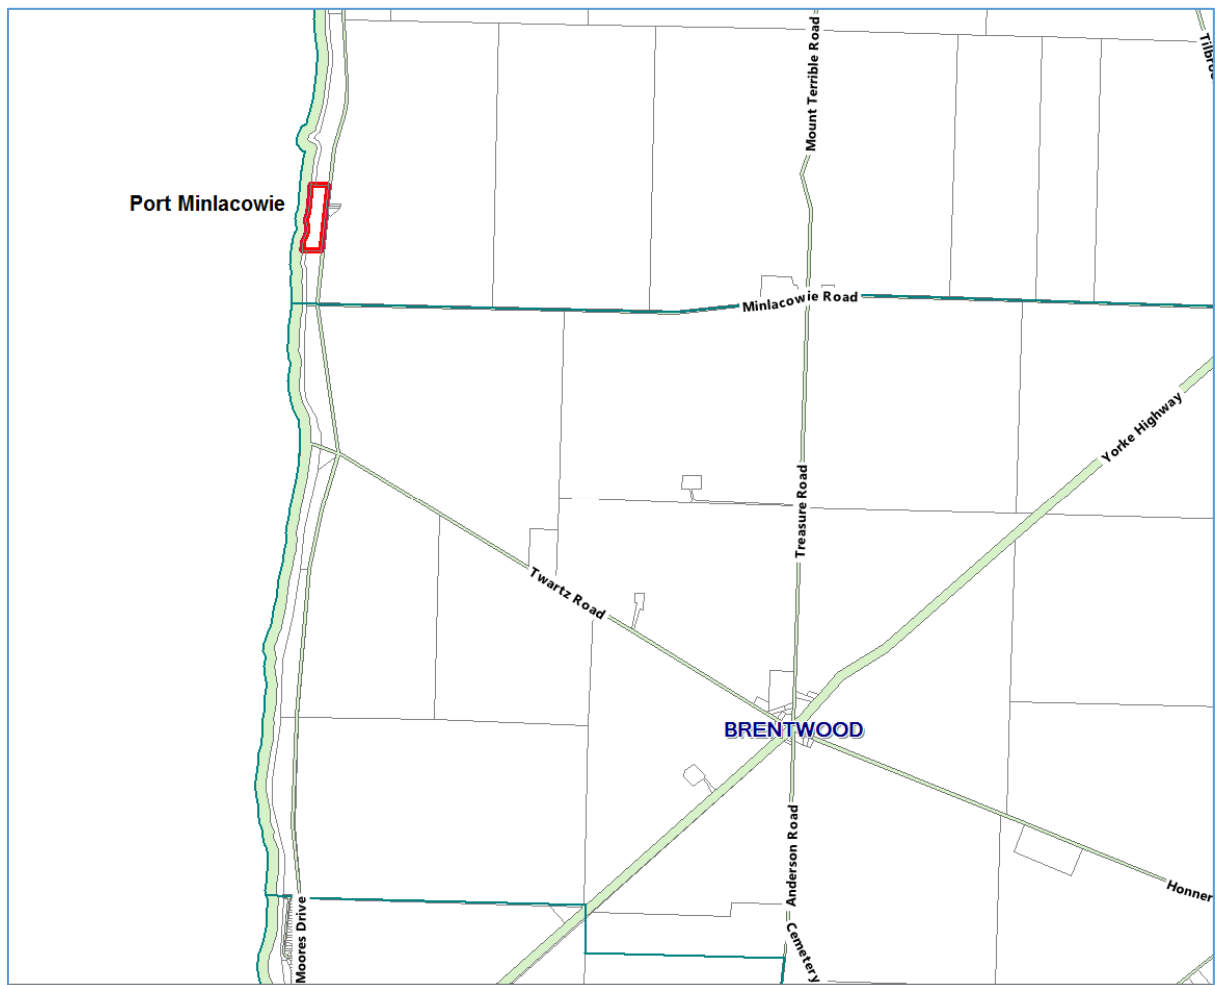 Mount Terrible Road
Port Minlacowie
Minlacowie Road
Yorke Highway
Treasure Road
Twartz Road
BRENTWOOD
Anderson Road
Honner
Moores Drive
Cemetery